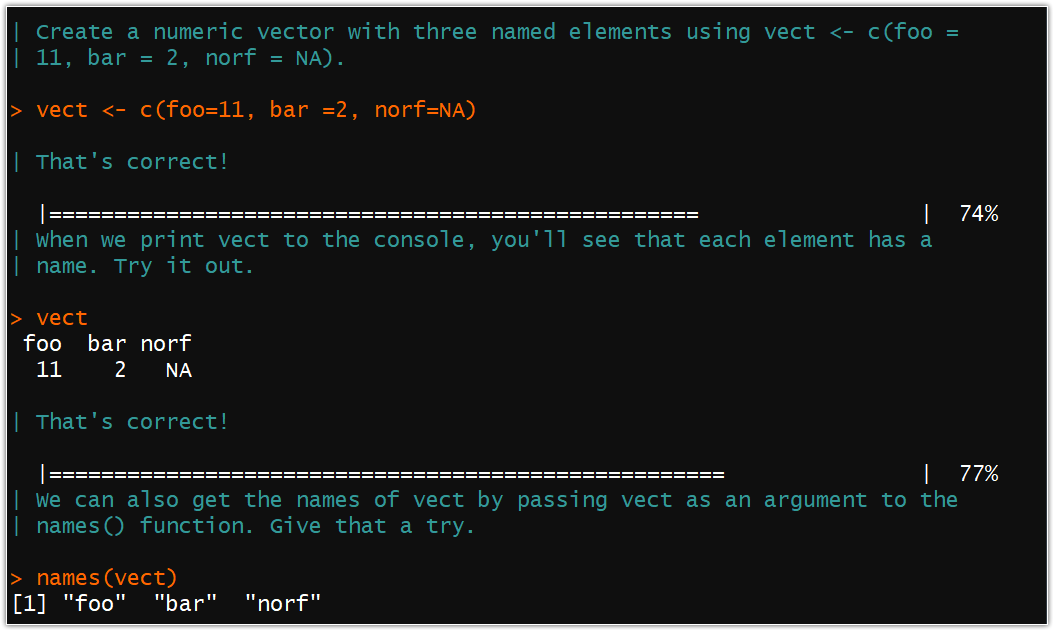 | Create a numeric vector with three named elements using vect <- c(foo =
| 11, bar = 2, norf = NA).
> vect <- c(foo=11, bar =2, norf=NA)
| That's correct!
|================================================== | 74%
| When we print vect to the console, you'll see that each element has a
| name. Try it out.
> vect
foo bar norf
11 2 NA
| That's correct!
|==================================================== | 77%
| We can also get the names of vect by passing vect as an argument to the
| names() function. Give that a try.
> names(vect)
[1] "foo" "bar" "norf"